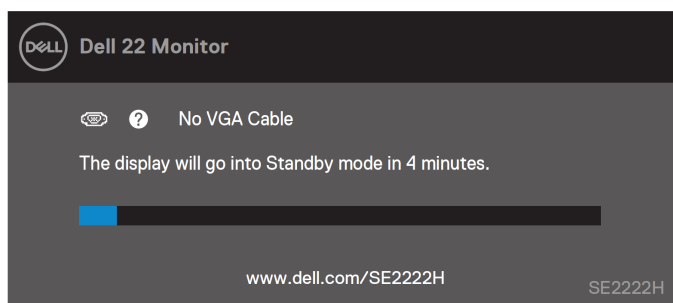 DELL Dell 22 Monitor
? No VGA Cable
The display will go into Standby mode in 4 minutes.
www.dell.com/SE2222H
SE2222H